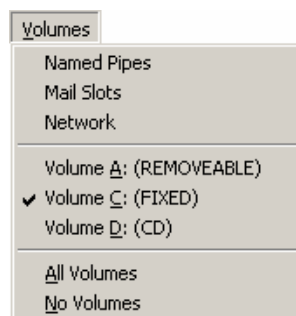 Volumes
Named Pipes
Mail Slots
Network
Volume A: (REMOVEABLE)
Volume C: (FIXED)
Volume D: (CD)
All Volumes
No Volumes